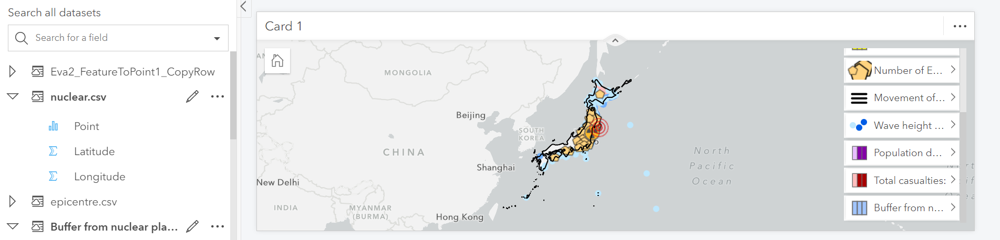 Search all datasets
Search for a field
Eva2_FeatureToPoint1_CopyRow
nuclear.csv
Point
Latitude
Longitude
epicentre.csv
Buffer from nuclear pla...
Card 1
MONGOLIA
Beijing
SOUTH
KOREA
CHINA
Shanghai
New Delhi
INDIA
MYANMAR
(BURMA)
Hong Kong
North
Pacific
Ocean
Number of E...
Movement of...
Wave height ...
Population d...
Total casualties:
Buffer from n...